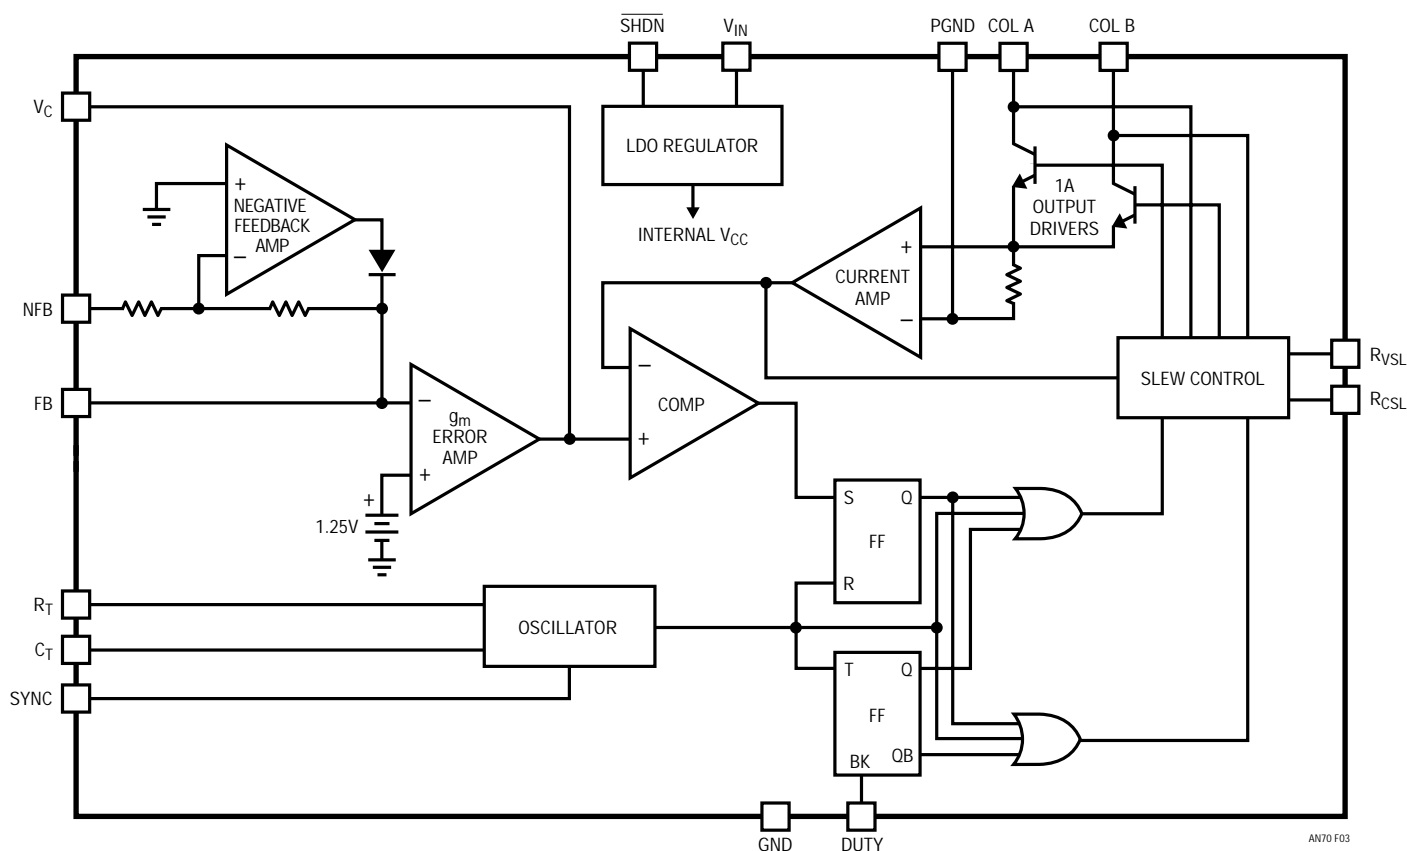 SHDN
VIN
PGND
COL A
COL B
VC
LDO REGULATOR
INTERNAL VCC
+
NEGATIVE
FEEDBACK
AMP
−
1A
OUTPUT
DRIVERS
+
CURRENT
AMP
−
NFB
FB
−
gm
ERROR
AMP
+
+
1.25V
−
COMP
+
SLEW CONTROL
RVSL
RCSL
S
Q
FF
R
RT
CT
SYNC
OSCILLATOR
T
Q
FF
BK
QB
GND
DUTY
AN70 F03